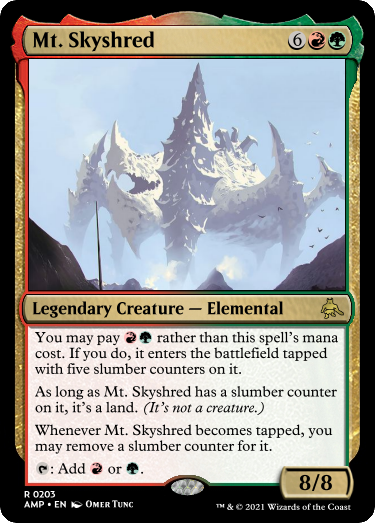 Mt. Skyshred 6
Legendary Creature — Elemental
You may pay rather than this spell's mana
cost. If you do, it enters the battlefield tapped
with five slumber counters on it.
As long as Mt. Skyshred has a slumber counter
on it, it's a land. (It's not a creature.)
Whenever Mt. Skyshred becomes tapped, you
may remove a slumber counter for it.
: Add or .
8/8
R 0203
AMP • EN Omer Tunc
™ & © 2021 Wizards of the Coast